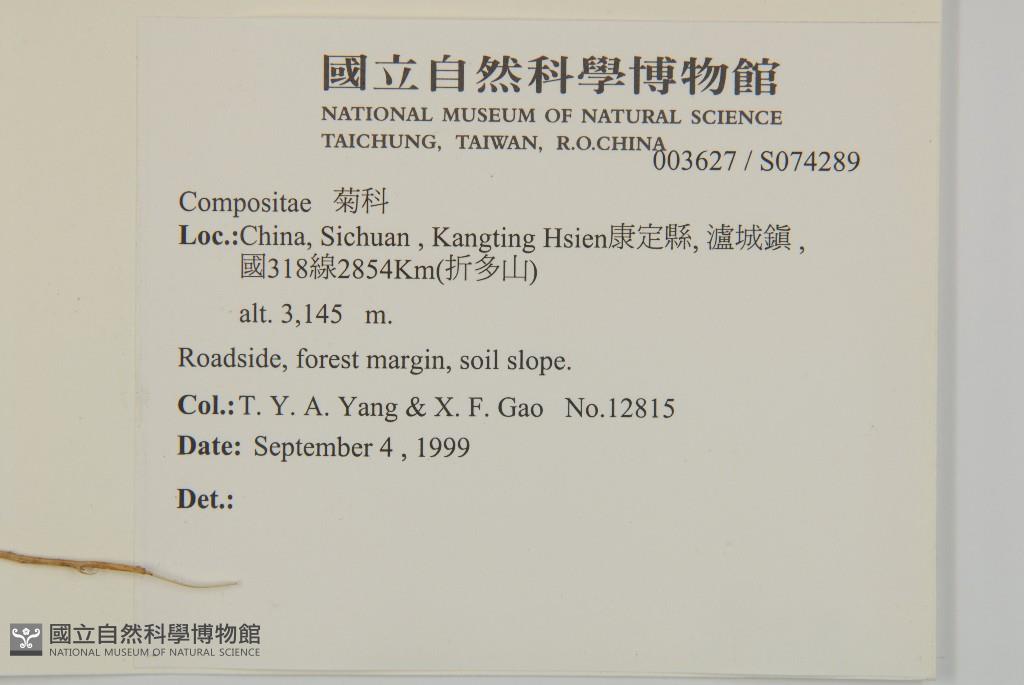 國立自然科學博物館
NATIONAL MUSEUM OF NATURAL SCIENCE
TAICHUNG, TAIWAN, R.O.CHINA
003627 / S074289
Compositae 菊科
Loc.:China, Sichuan , Kangting Hsien康定縣, 瀘城鎭 ,
國318線2854Km(折多山)
alt. 3,145 m.
Roadside, forest margin, soil slope.
Col.: T. Y. A. Yang & X. F. Gao No.12815
Date: September 4 , 1999
Det.:
國立自然科學博物館
NATIONAL MUSEUM OF NATURAL SCIENCE